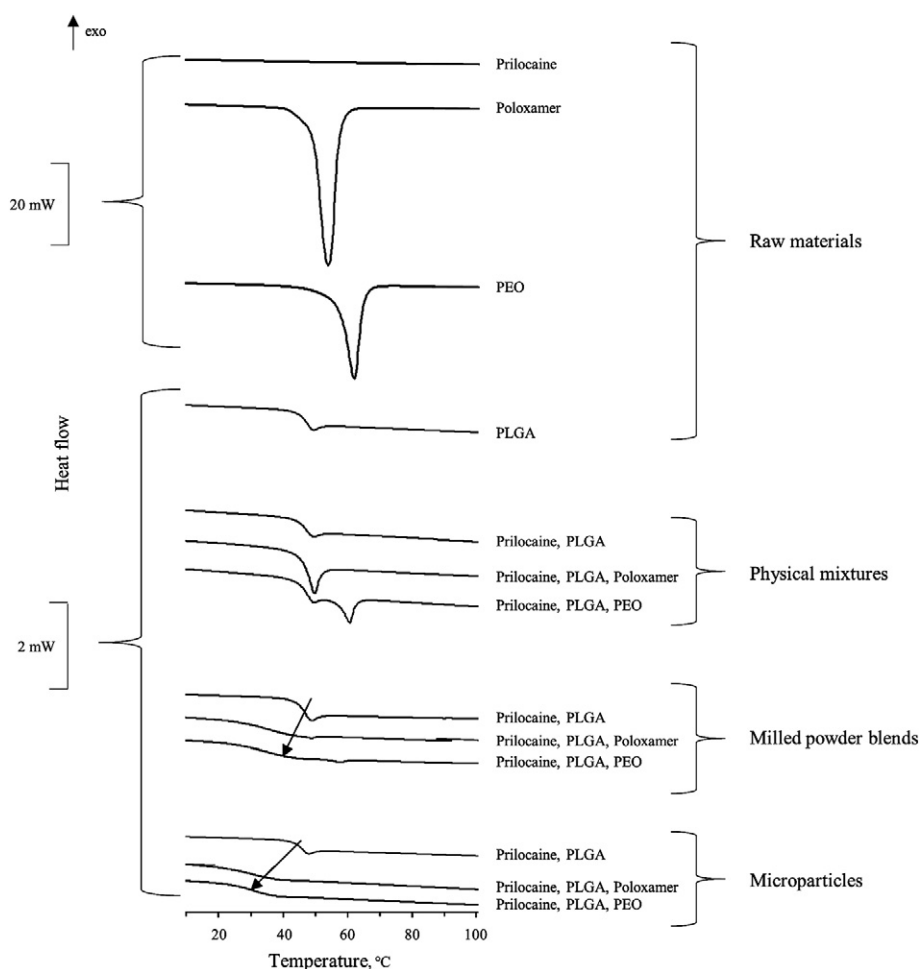 exo
Prilocaine
Poloxamer
20 mW
Raw materials
PEO
Heat flow
PLGA
Prilocaine, PLGA
Prilocaine, PLGA, Poloxamer
Physical mixtures
Prilocaine, PLGA, PEO
2 mW
Prilocaine, PLGA
Prilocaine, PLGA, Poloxamer
Milled powder blends
Prilocaine, PLGA, PEO
Prilocaine, PLGA
Prilocaine, PLGA, Poloxamer
Microparticles
Prilocaine, PLGA, PEO
20 40 60 80 100
Temperature, °C